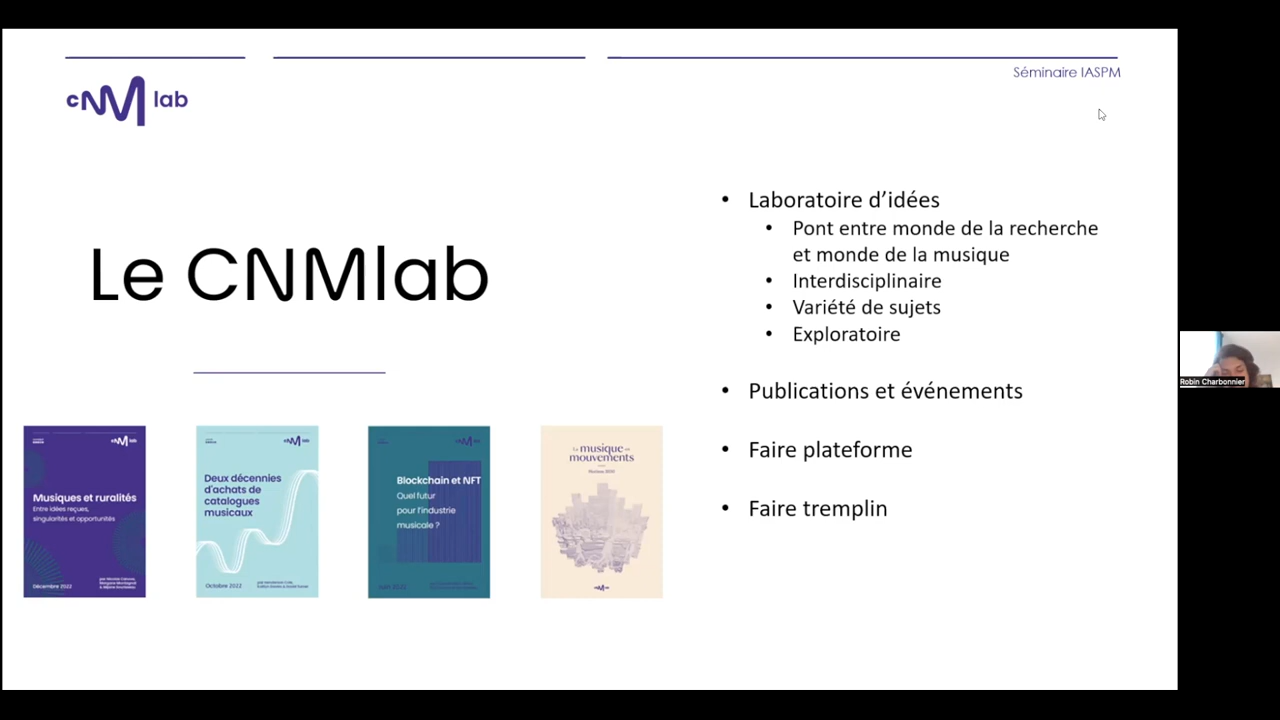 Séminaire IASPM
cNM lab
Le CNMlab
• Laboratoire d'idées
• Pont entre monde de la recherche
et monde de la musique
• Interdisciplinaire
• Variété de sujets
• Exploratoire
• Publications et événements
• Faire plateforme
• Faire tremplin
cNM lab
Musiques et ruralités
Entre idées reçues,
singularités et opportunités
Décembre 2022
cNM lab
Deux décennies
d'achats de
catalogues
musicaux
Octobre 2022
cNM lab
Blockchain et NFT
Quel futur
pour l'industrie
musicale ?
La musique en
mouvements
Robin Charbonnier